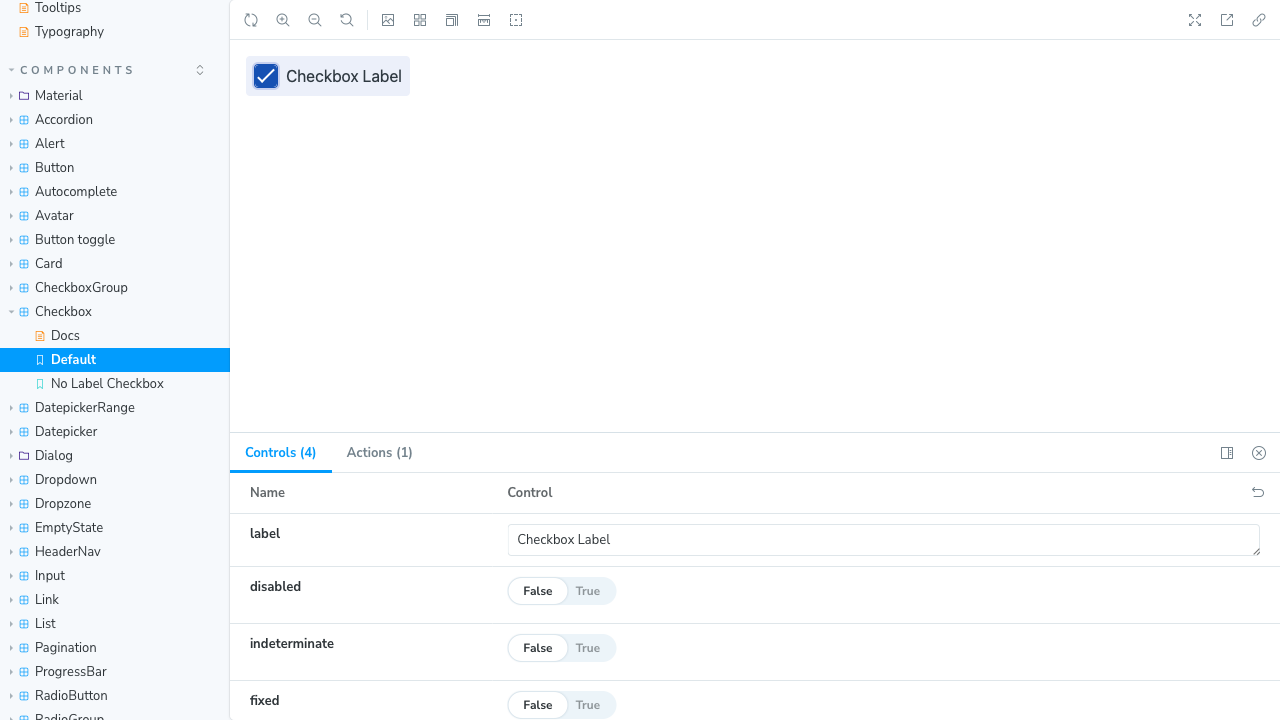 Tooltips
Typography
COMPONENTS
Material
Accordion
Alert
Button
Autocomplete
Avatar
Button toggle
Card
CheckboxGroup
Checkbox
Docs
Default
No Label Checkbox
DatepickerRange
Datepicker
Dialog
Dropdown
Dropzone
EmptyState
HeaderNav
Input
Link
List
Pagination
ProgressBar
RadioButton
RadioGroup
Checkbox Label
Controls (4) Actions (1)
Name Control
label Checkbox Label
disabled False True
indeterminate False True
fixed False True